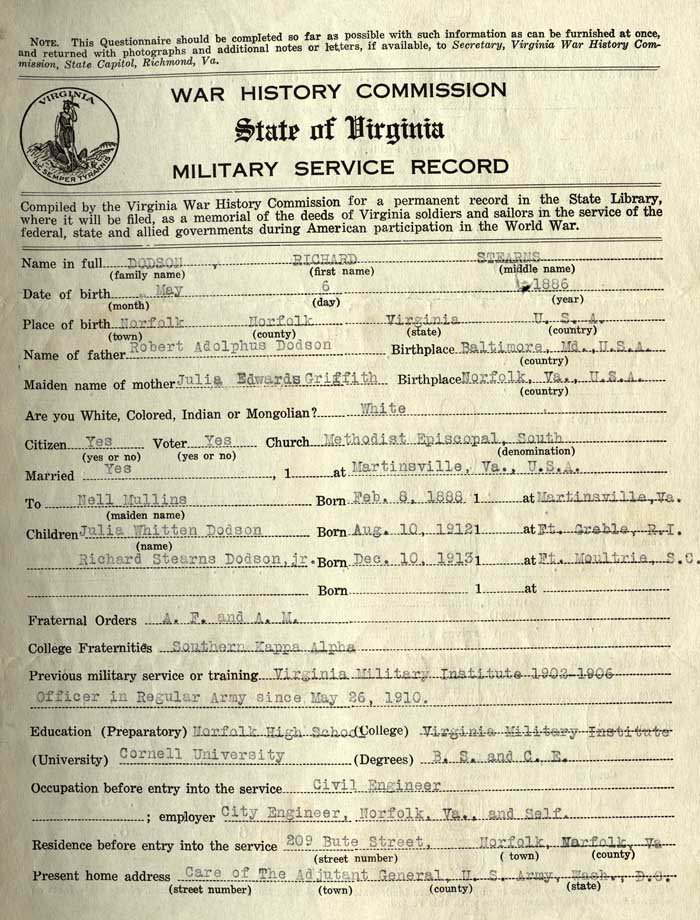 NOTE. This Questionnaire should be completed so far as possible with such information as can be furnished at once,
and returned with photographs and additional notes or letters, if available, to Secretary, Virginia War History Com-
mission, State Capitol, Richmond, Va.
VIRGINIA
SIC SEMPER TYRANNIS
WAR HISTORY COMMISSION
State of Virginia
MILITARY SERVICE RECORD
Compiled by the Virginia War History Commission for a permanent record in the State Library,
where it will be filed, as a memorial of the deeds of Virginia soldiers and sailors in the service of the
federal, state and allied governments during American participation in the World War.
Name in full DODSON, RICHARD STEARNS
(family name) (first name) (middle name)
Date of birth May 6 1886
(month) (day) (year)
Place of birth Norfolk Norfolk Virginia U. S. A.
(town) (county) (state) (country)
Name of father Robert Adolphus Dodson Birthplace Baltimore, Md., U.S.A.
(country)
Maiden name of mother Julia Edwards Griffith Birthplace Norfolk, Va., U.S.A.
(country)
Are you White, Colored, Indian or Mongolian? White
Citizen Yes Voter Yes Church Methodist Episcopal, South
(yes or no) (yes or no) (denomination)
Married Yes , 1 at Martinsville, Va., U.S.A.
To Nell Mullins Born Feb. 8, 1888 1 at Martinsville, Va.
(maiden name)
Children Julia Whitten Dodson Born Aug. 10, 1912 1 at Ft. Greble, R.I.
(name)
Richard Stearns Dodson, jr. Born Dec. 10, 1913 1 at Ft. Moultrie, S.C.
Born 1 at
Fraternal Orders A. F. and A. M.
College Fraternities Southern Kappa Alpha
Previous military service or training Virginia Military Institute 1902-1906
Officer in Regular Army since May 26, 1910.
Education (Preparatory) Norfolk High School (College) Virginia Military Institute
(University) Cornell University (Degrees) B. S. and C. E.
Occupation before entry into the service Civil Engineer
; employer City Engineer, Norfolk, Va., and Self.
Residence before entry into the service 209 Bute Street, Norfolk, Norfolk, Va
(street number) (town) (county)
Present home address Care of The Adjutant General, U. S. Army, Wash., D.C.
(street number) (town) (county) (state)